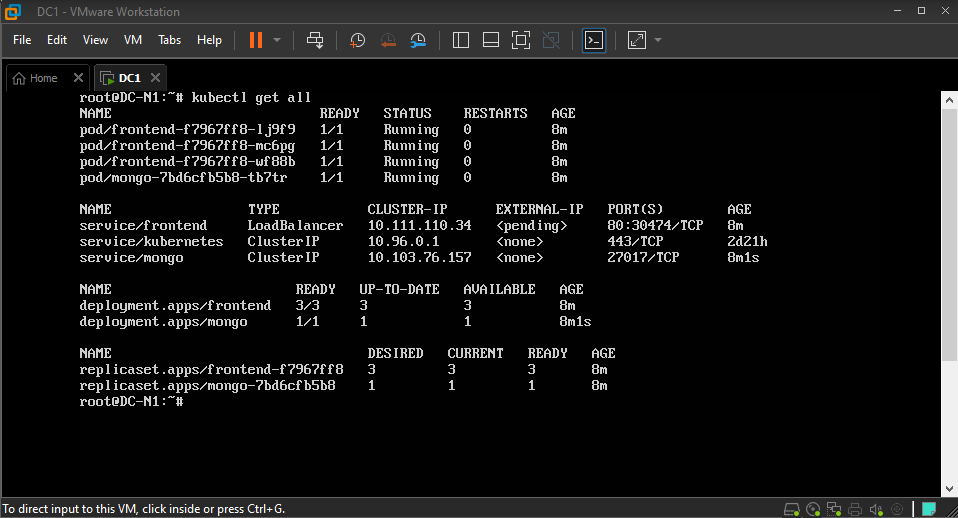 DC1 - VMware Workstation
File Edit View VM Tabs Help
Home DC1
root@DC-N1:~# kubectl get all
NAME READY STATUS RESTARTS AGE
pod/frontend-f7967ff8-lj9f9 1/1 Running 0 8m
pod/frontend-f7967ff8-mc6pg 1/1 Running 0 8m
pod/frontend-f7967ff8-wf88b 1/1 Running 0 8m
pod/mongo-7bd6cfb5b8-tb7tr 1/1 Running 0 8m
NAME TYPE CLUSTER-IP EXTERNAL-IP PORT(S) AGE
service/frontend LoadBalancer 10.111.110.34 <pending> 80:30474/TCP 8m
service/kubernetes ClusterIP 10.96.0.1 <none> 443/TCP 2d21h
service/mongo ClusterIP 10.103.76.157 <none> 27017/TCP 8m1s
NAME READY UP-TO-DATE AVAILABLE AGE
deployment.apps/frontend 3/3 3 3 8m
deployment.apps/mongo 1/1 1 1 8m1s
NAME DESIRED CURRENT READY AGE
replicaset.apps/frontend-f7967ff8 3 3 3 8m
replicaset.apps/mongo-7bd6cfb5b8 1 1 1 8m
root@DC-N1:~#
To direct input to this VM, click inside or press Ctrl+G.